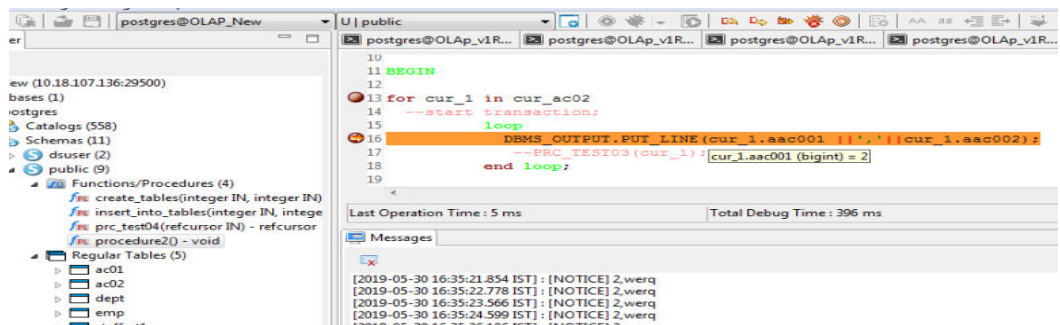 postgres@OLAP_New
U | public
er
postgres@OLAp_v1R...
postgres@OLAp_v1R...
postgres@OLAp_v1R...
postgres@OLAp_v1R...
ew (10.18.107.136:29500)
bases (1)
ostgres
Catalogs (558)
Schemas (11)
dsuser (2)
public (9)
Functions/Procedures (4)
create_tables(integer IN, integer IN)
insert_into_tables(integer IN, intege
prc_test04(refcursor IN) - refcursor
procedure2() - void
Regular Tables (5)
ac01
ac02
dept
emp
10
11 BEGIN
12
13 for cur_1 in cur_ac02
14 --start transaction;
15 loop
16 DBMS_OUTPUT.PUT_LINE(cur_1.aac001 ||','||cur_1.aac002);
17 --PRC_TEST03(cur_1);
cur_1.aac001 (bigint) = 2
18 end loop;
19
Last Operation Time : 5 ms
Total Debug Time : 396 ms
Messages
[2019-05-30 16:35:21.854 IST] : [NOTICE] 2,werq
[2019-05-30 16:35:22.778 IST] : [NOTICE] 2,werq
[2019-05-30 16:35:23.566 IST] : [NOTICE] 2,werq
[2019-05-30 16:35:24.599 IST] : [NOTICE] 2,werq